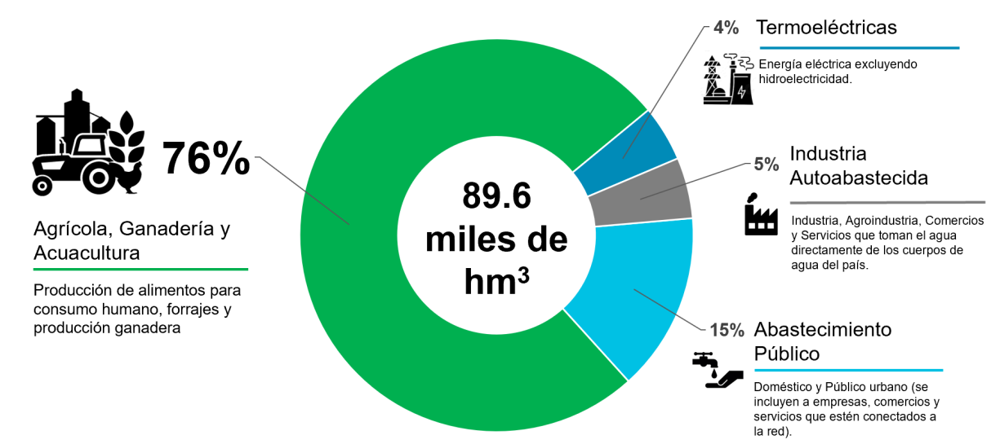 76%
Agrícola, Ganadería y
Acuacultura
Producción de alimentos para
consumo humano, forrajes y
producción ganadera
89.6
miles de
hm³
4% Termoeléctricas
Energía eléctrica excluyendo
hidroelectricidad.
5% Industria
Autoabastecida
Industria, Agroindustria, Comercios
y Servicios que toman el agua
directamente de los cuerpos de
agua del país.
15% Abastecimiento
Público
Doméstico y Público urbano (se
incluyen a empresas, comercios y
servicios que estén conectados a
la red).